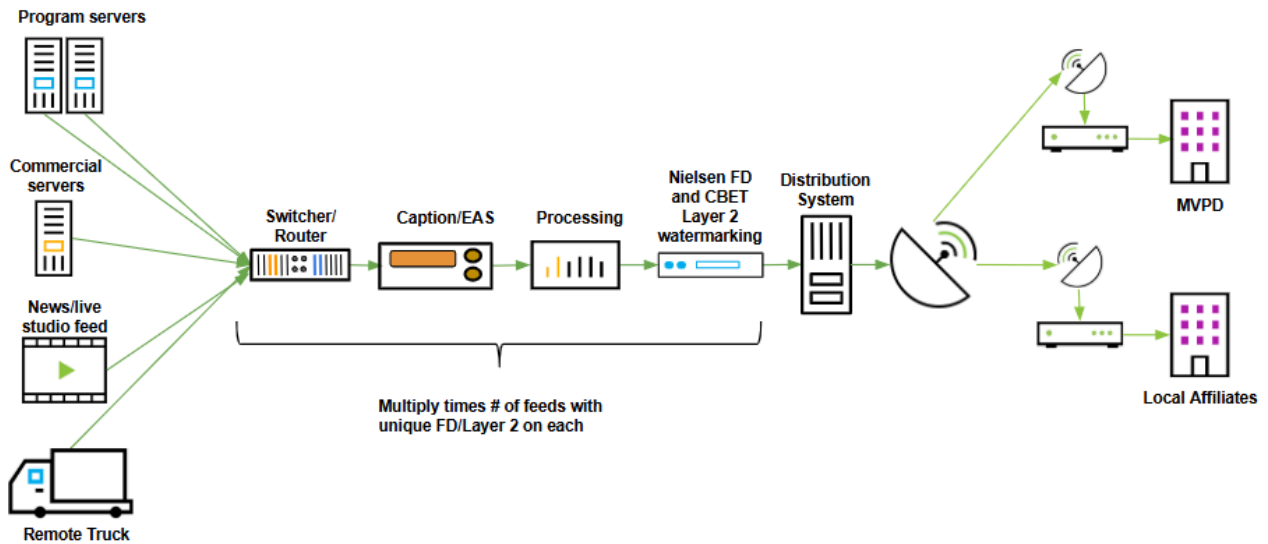 Program servers
Commercial
servers
News/live
studio feed
Remote Truck
Switcher/
Router
Caption/EAS
Processing
Nielsen FD
and CBET
Layer 2
watermarking
Distribution
System
MVPD
Local Affiliates
Multiply times # of feeds with
unique FD/Layer 2 on each